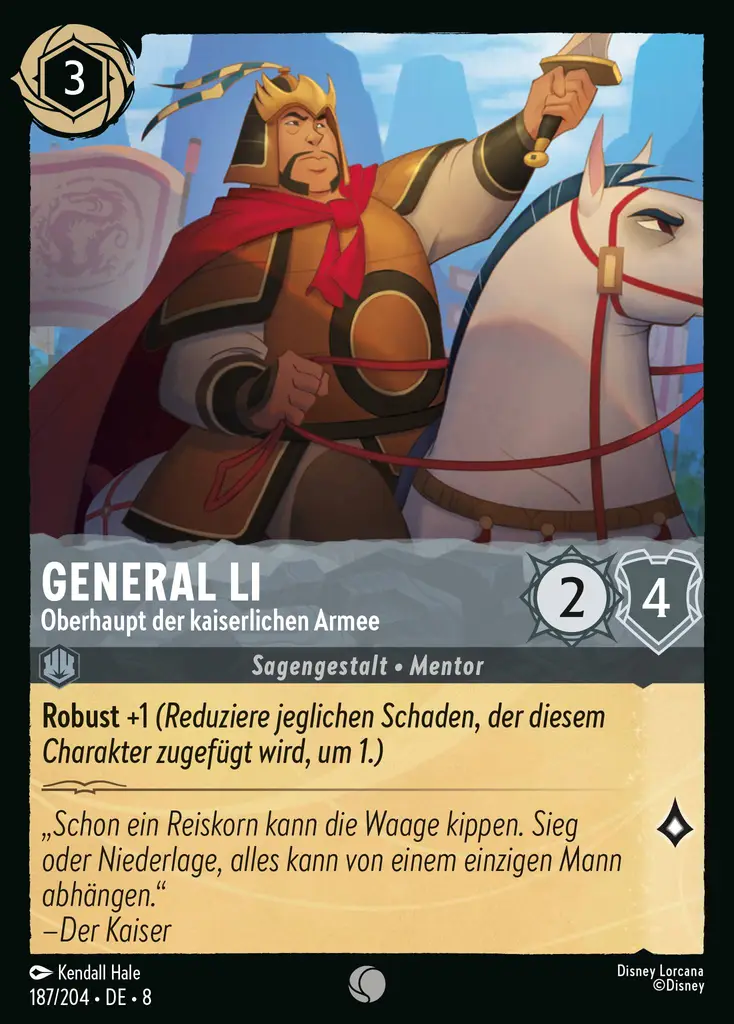 3
GENERAL LI
Oberhaupt der kaiserlichen Armee
2
4
Sagengestalt • Mentor
Robust +1 (Reduziere jeglichen Schaden, der diesem
Charakter zugefügt wird, um 1.)
„Schon ein Reiskorn kann die Waage kippen. Sieg
oder Niederlage, alles kann von einem einzigen Mann
abhängen.“
–Der Kaiser
Kendall Hale
187/204 • DE • 8
Disney Lorcana
©Disney